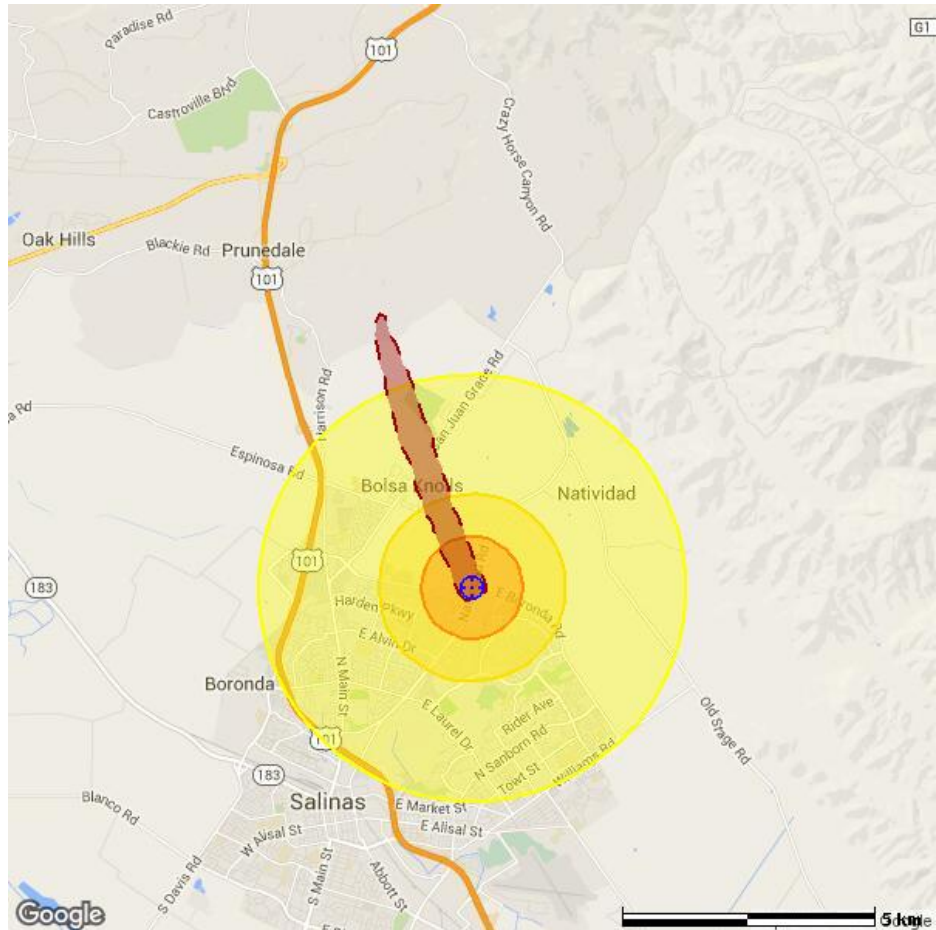 Paradise Rd
G1
101
Castroville Blvd
Crazy Horse Canyon Rd
Oak Hills
Blackie Rd
Prunedale
101
Harrison Rd
San Juan Grade Rd
a Rd
Espinosa Rd
Bolsa Knolls
Natividad
101
183
Harden Pkwy
E Boronda Rd
E Alvin Dr
Boronda
N Main St
E Laurel Dr
Rider Ave
Old Stage Rd
N Sanborn Rd
101
183
Towt St
Williams Rd
Blanco Rd
Salinas
E Market St
E Alisal St
W Alisal St
S Davis Rd
S Main St
Abbott St
Google
5 km
Google